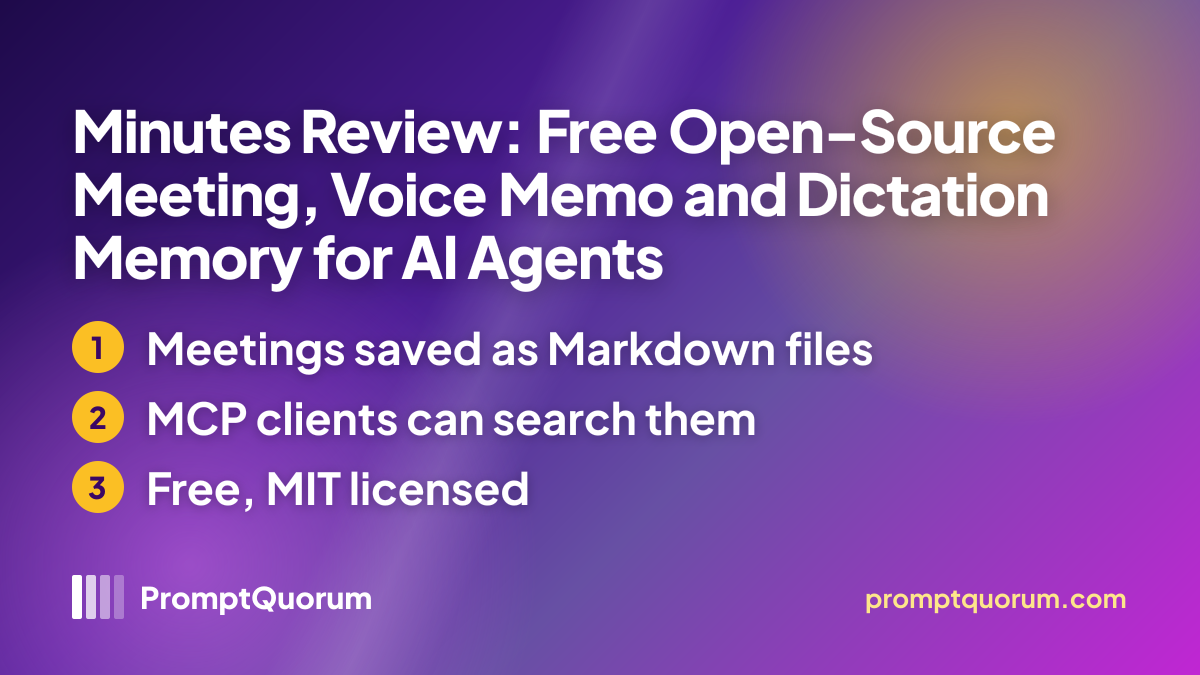 Minutes Review: Free Open-Source
Meeting, Voice Memo and Dictation
Memory for AI Agents
1 Meetings saved as Markdown files
2 MCP clients can search them
3 Free, MIT licensed
PromptQuorum
promptquorum.com